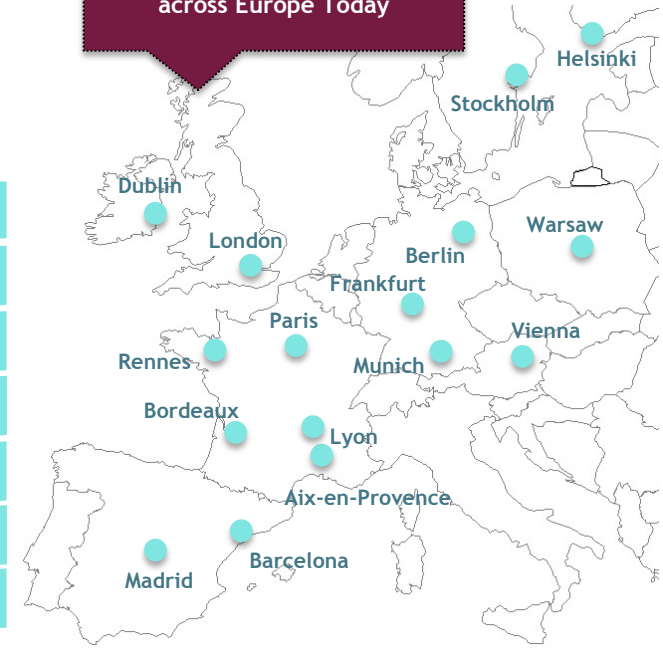 across Europe Today
Helsinki
Stockholm
Dublin
Warsaw
London
Berlin
Frankfurt
Paris
Vienna
Rennes
Munich
Bordeaux
Lyon
Aix-en-Provence
Barcelona
Madrid